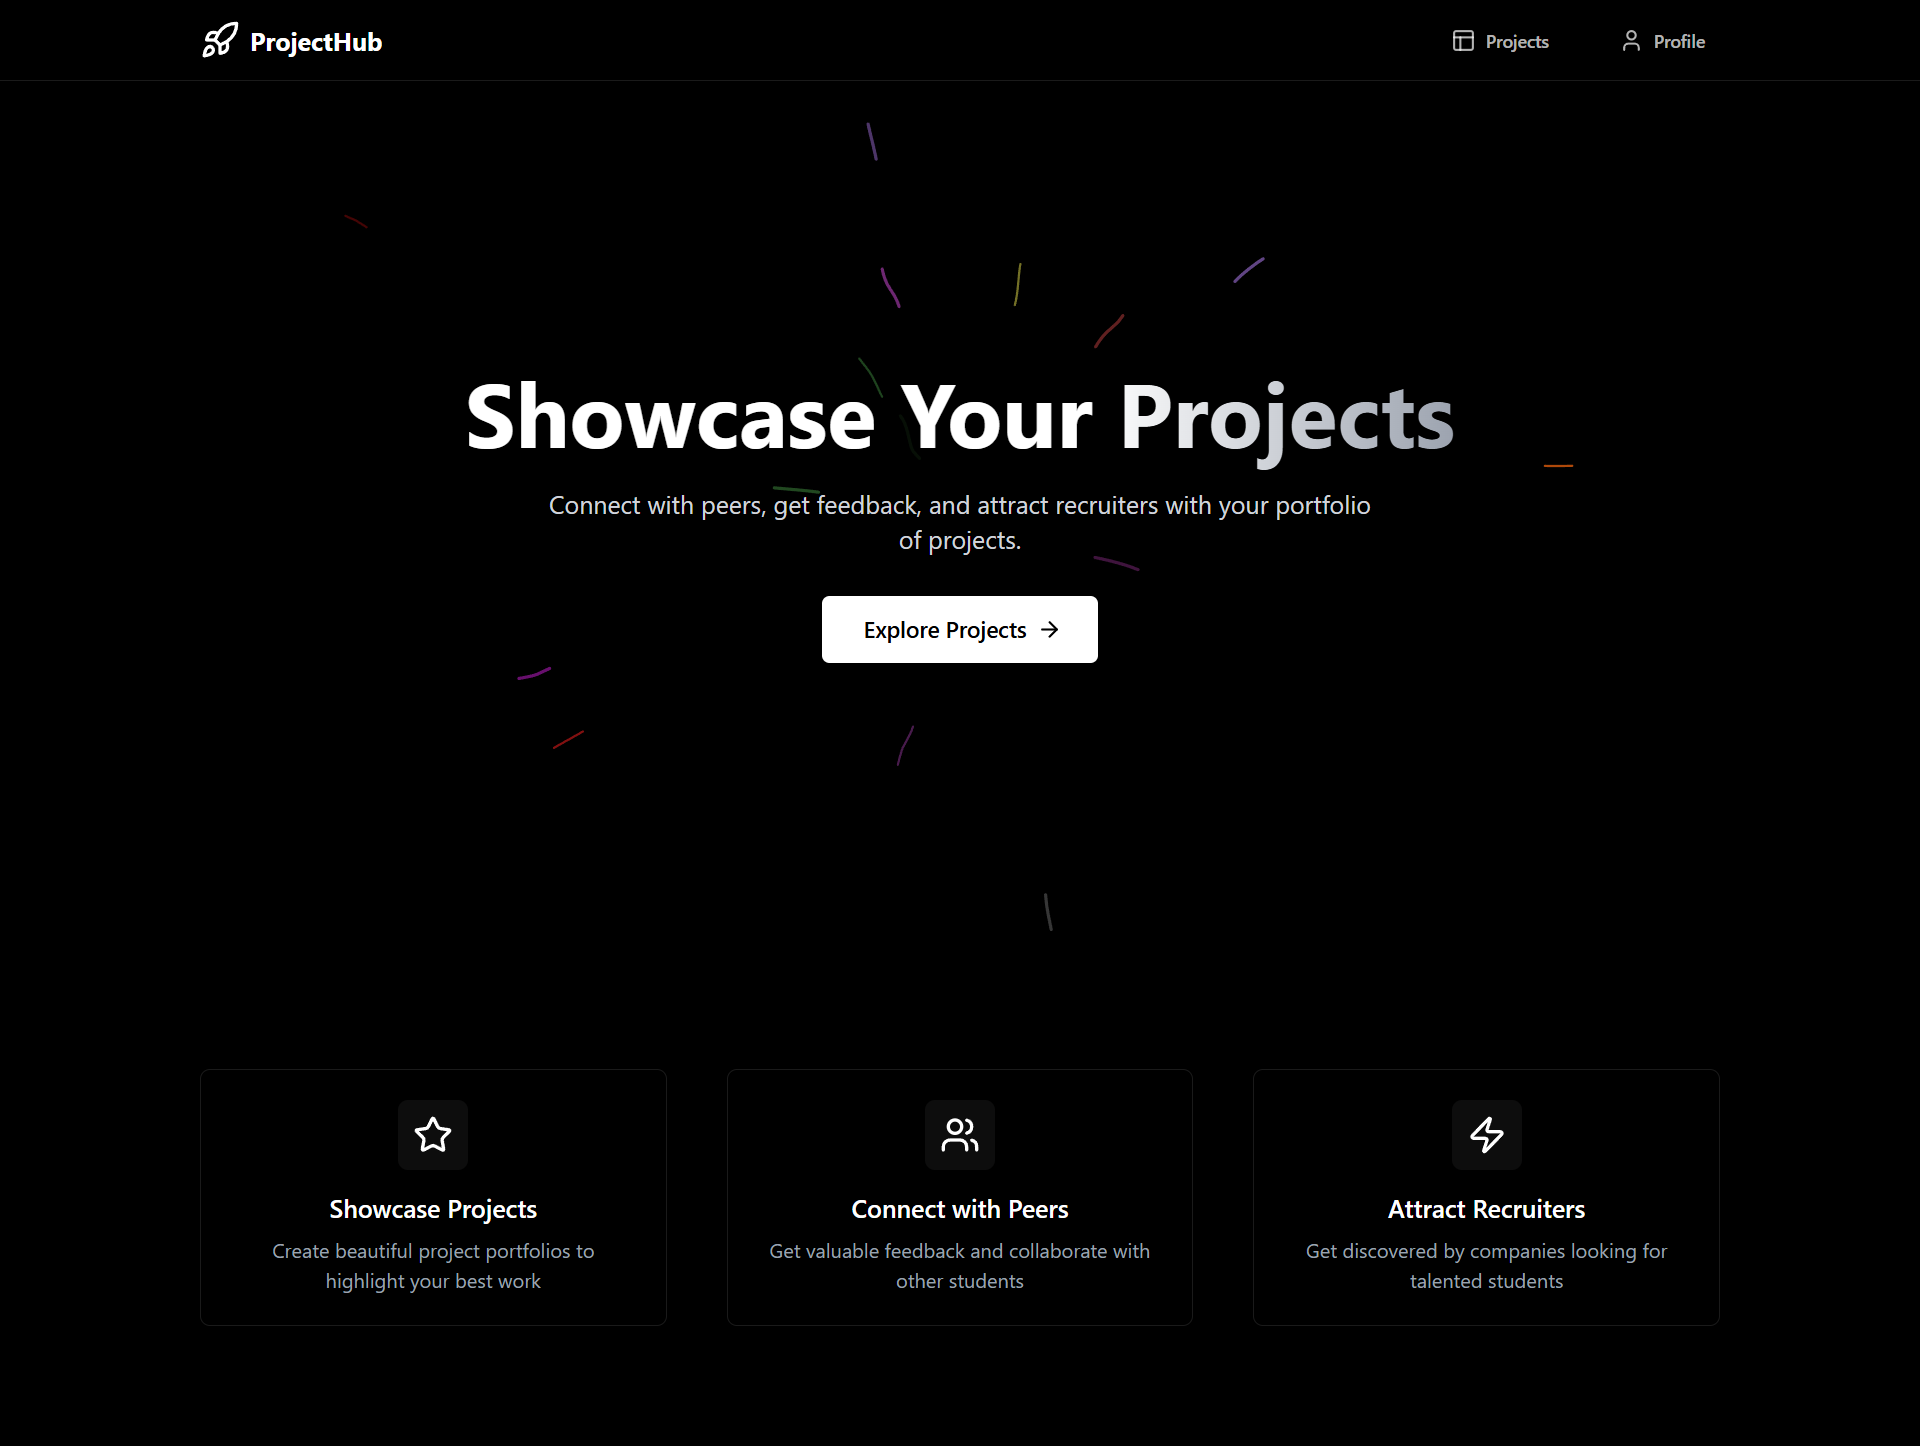 ProjectHub
Projects
Profile
Showcase Your Projects
Connect with peers, get feedback, and attract recruiters with your portfolio
of projects.
Explore Projects
Showcase Projects
Create beautiful project portfolios to
highlight your best work
Connect with Peers
Get valuable feedback and collaborate with
other students
Attract Recruiters
Get discovered by companies looking for
talented students